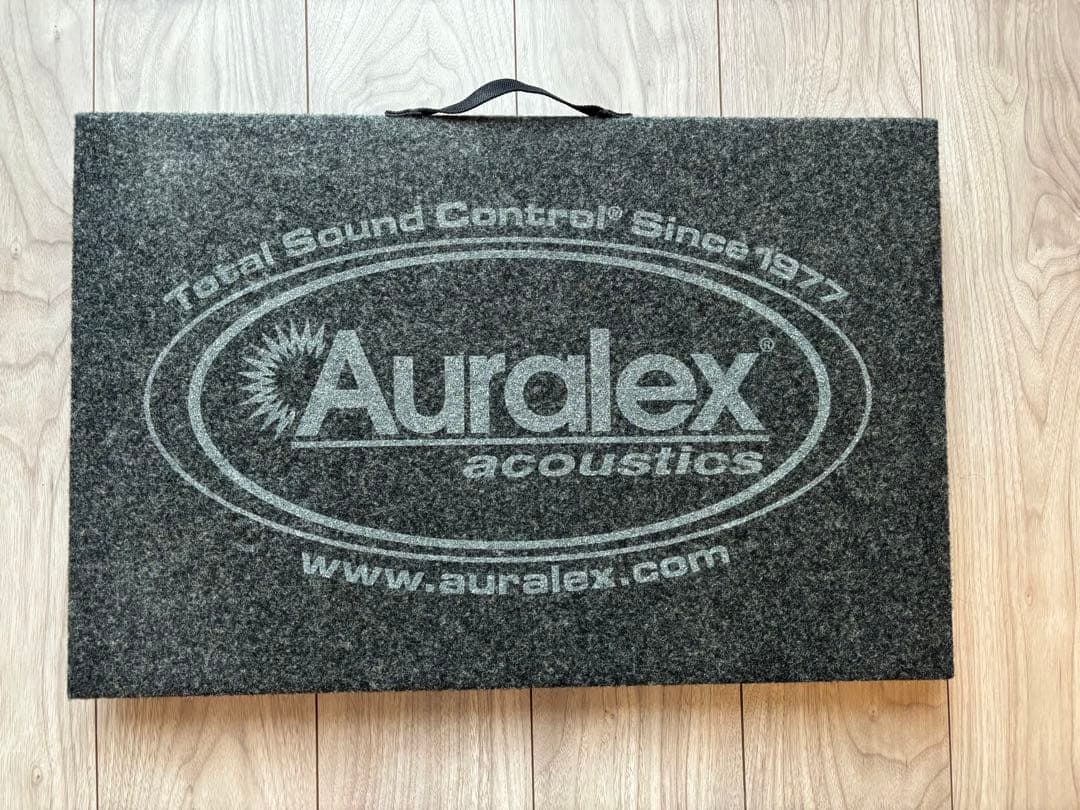 Total Sound Control® Since 1977
Auralex®
acoustics
www.auralex.com